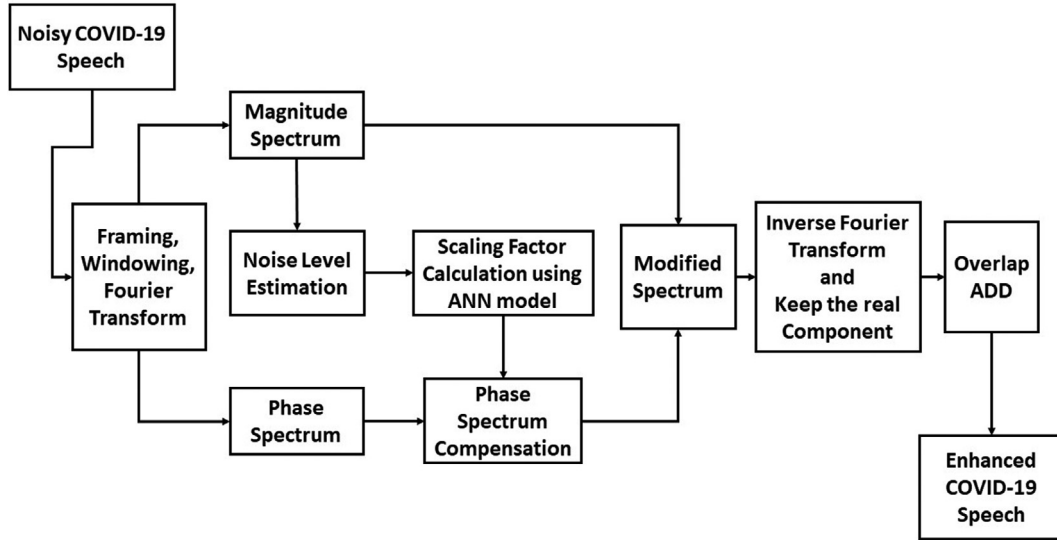 Noisy COVID-19
Speech
Magnitude
Spectrum
Framing,
Windowing,
Fourier
Transform
Noise Level
Estimation
Scaling Factor
Calculation using
ANN model
Phase
Spectrum
Phase
Spectrum
Compensation
Modified
Spectrum
Inverse Fourier
Transform
and
Keep the real
Component
Overlap
ADD
Enhanced
COVID-19
Speech